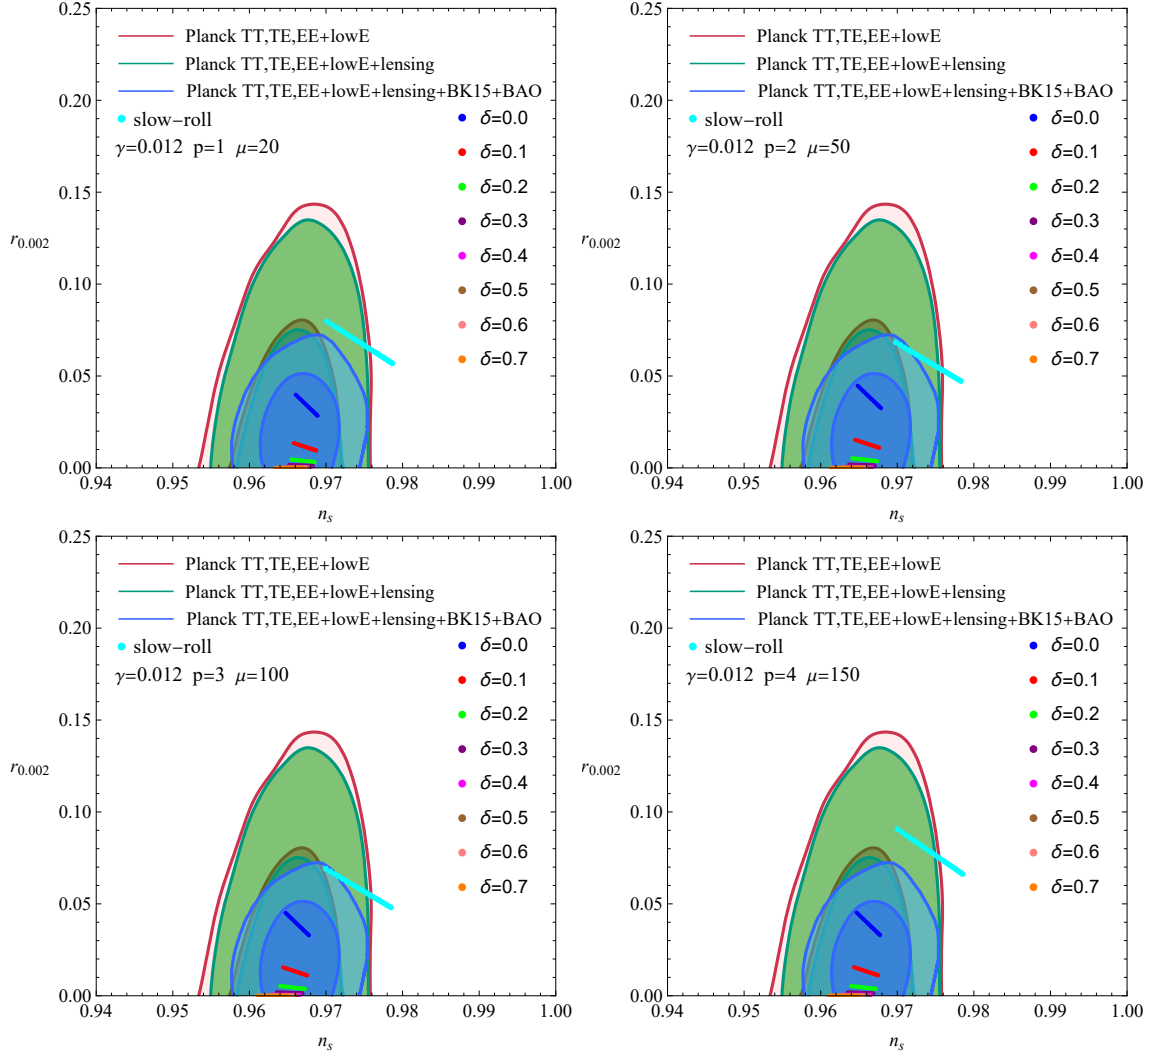 0.25
Planck TT,TE,EE+lowE
Planck TT,TE,EE+lowE+lensing
Planck TT,TE,EE+lowE+lensing+BK15+BAO
0.20
slow−roll
δ=0.0
γ=0.012 p=1 μ=20
δ=0.1
0.15
δ=0.2
δ=0.3
r0.002
δ=0.4
0.10
δ=0.5
δ=0.6
δ=0.7
0.05
0.00
0.94 0.95 0.96 0.97 0.98 0.99 1.00
ns
0.25
Planck TT,TE,EE+lowE
Planck TT,TE,EE+lowE+lensing
Planck TT,TE,EE+lowE+lensing+BK15+BAO
0.20
slow−roll
δ=0.0
γ=0.012 p=2 μ=50
δ=0.1
0.15
δ=0.2
δ=0.3
r0.002
δ=0.4
0.10
δ=0.5
δ=0.6
δ=0.7
0.05
0.00
0.94 0.95 0.96 0.97 0.98 0.99 1.00
ns
0.25
Planck TT,TE,EE+lowE
Planck TT,TE,EE+lowE+lensing
Planck TT,TE,EE+lowE+lensing+BK15+BAO
0.20
slow−roll
δ=0.0
γ=0.012 p=3 μ=100
δ=0.1
0.15
δ=0.2
δ=0.3
r0.002
δ=0.4
0.10
δ=0.5
δ=0.6
δ=0.7
0.05
0.00
0.94 0.95 0.96 0.97 0.98 0.99 1.00
ns
0.25
Planck TT,TE,EE+lowE
Planck TT,TE,EE+lowE+lensing
Planck TT,TE,EE+lowE+lensing+BK15+BAO
0.20
slow−roll
δ=0.0
γ=0.012 p=4 μ=150
δ=0.1
0.15
δ=0.2
δ=0.3
r0.002
δ=0.4
0.10
δ=0.5
δ=0.6
δ=0.7
0.05
0.00
0.94 0.95 0.96 0.97 0.98 0.99 1.00
ns